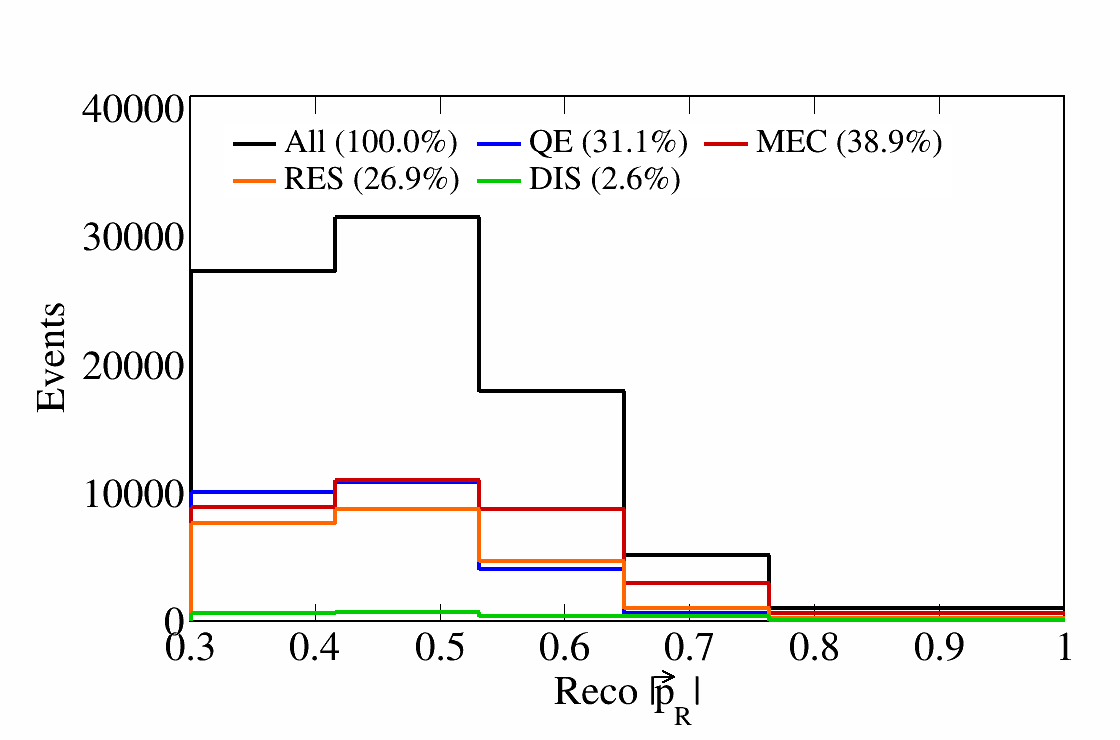 40000
30000
20000
10000
0
Events
All (100.0%) QE (31.1%) MEC (38.9%)
RES (26.9%) DIS (2.6%)
0.3 0.4 0.5 0.6 0.7 0.8 0.9 1
Reco |p⃗_R|